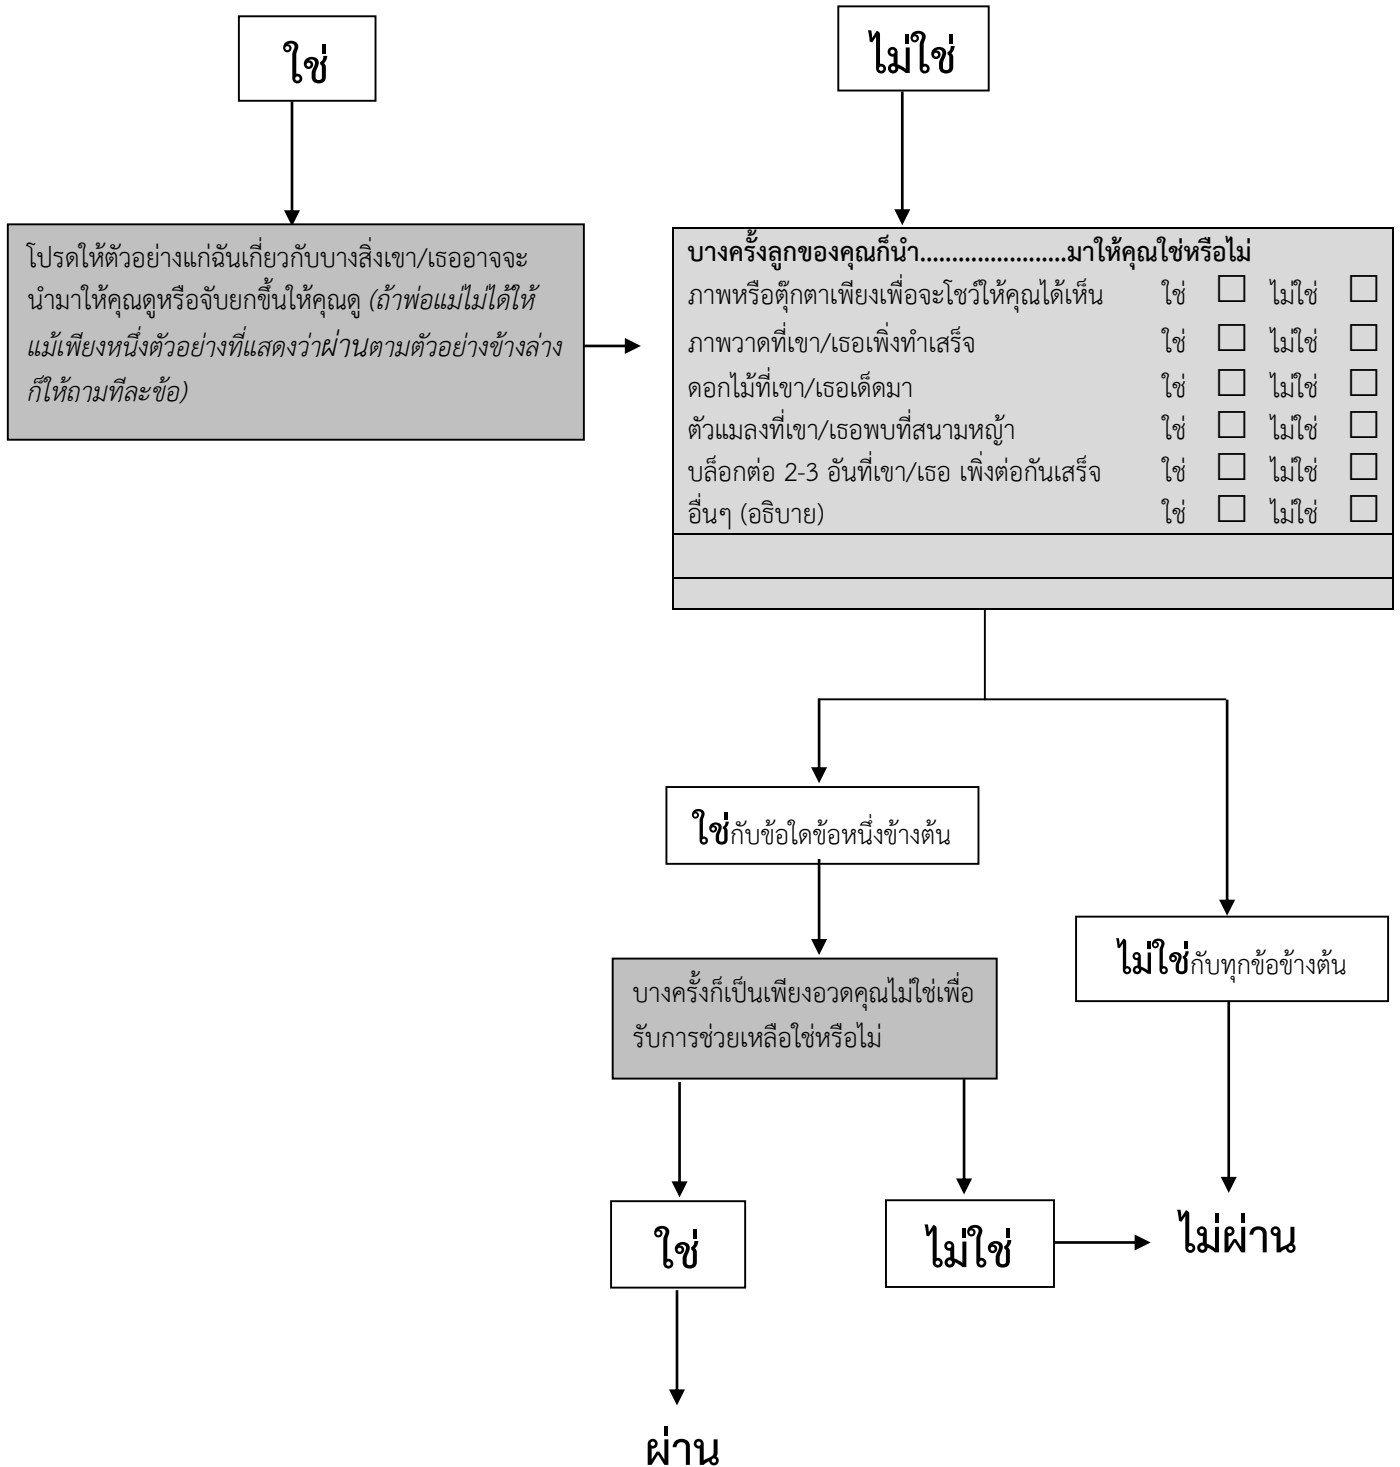 ใช่
ไม่ใช่
โปรดให้ตัวอย่างแก่ฉันเกี่ยวกับบางสิ่งเขา/เธออาจจะ
นำมาให้คุณดูหรือจับยกขึ้นให้คุณดู (ถ้าพ่อแม่ไม่ได้ให้
แม้เพียงหนึ่งตัวอย่างที่แสดงว่าผ่านตามตัวอย่างข้างล่าง
ก็ให้ถามทีละข้อ)
บางครั้งลูกของคุณก็นำ.......................มาให้คุณใช่หรือไม่
ภาพหรือตุ๊กตาเพียงเพื่อจะโชว์ให้คุณได้เห็น ใช่ ☐ ไม่ใช่ ☐
ภาพวาดที่เขา/เธอเพิ่งทำเสร็จ ใช่ ☐ ไม่ใช่ ☐
ดอกไม้ที่เขา/เธอเด็ดมา ใช่ ☐ ไม่ใช่ ☐
ตัวแมลงที่เขา/เธอพบที่สนามหญ้า ใช่ ☐ ไม่ใช่ ☐
บล็อกต่อ 2-3 อันที่เขา/เธอ เพิ่งต่อกันเสร็จ ใช่ ☐ ไม่ใช่ ☐
อื่นๆ (อธิบาย) ใช่ ☐ ไม่ใช่ ☐
ใช่กับข้อใดข้อหนึ่งข้างต้น
ไม่ใช่กับทุกข้อข้างต้น
บางครั้งก็เป็นเพียงอวดคุณไม่ใช่เพื่อ
รับการช่วยเหลือใช่หรือไม่
ใช่
ไม่ใช่
ไม่ผ่าน
ผ่าน